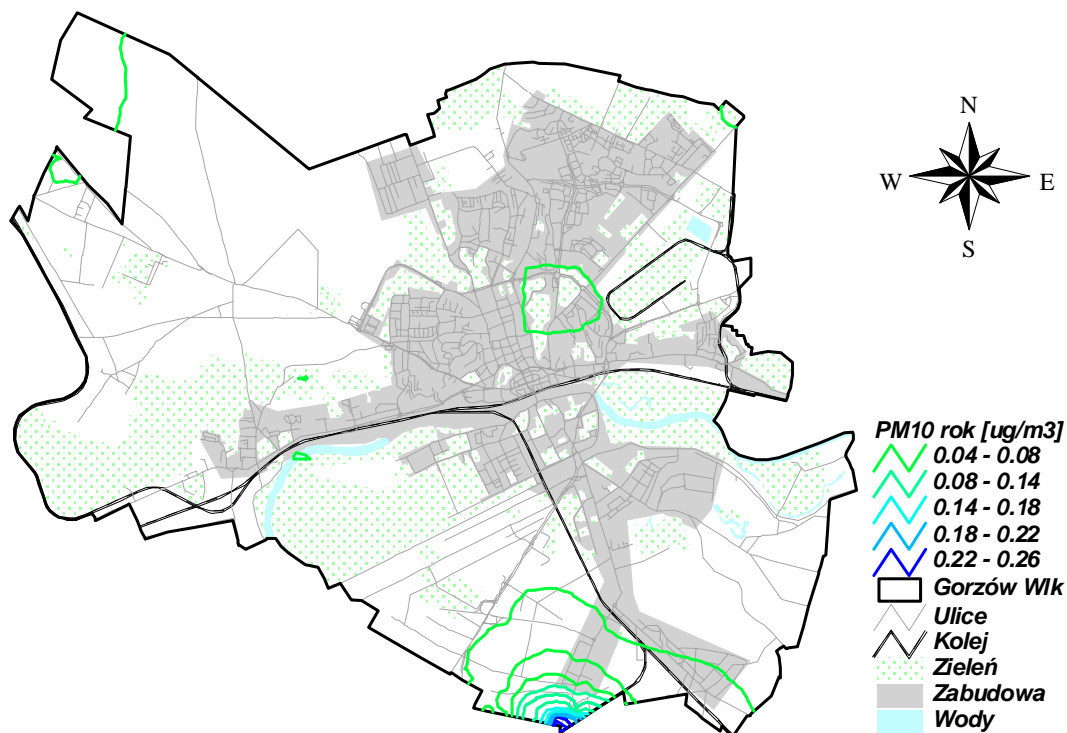 N
W E
S
PM10 rok [ug/m3]
0.04 - 0.08
0.08 - 0.14
0.14 - 0.18
0.18 - 0.22
0.22 - 0.26
Gorzów Wlk
Ulice
Kolej
Zieleń
Zabudowa
Wody